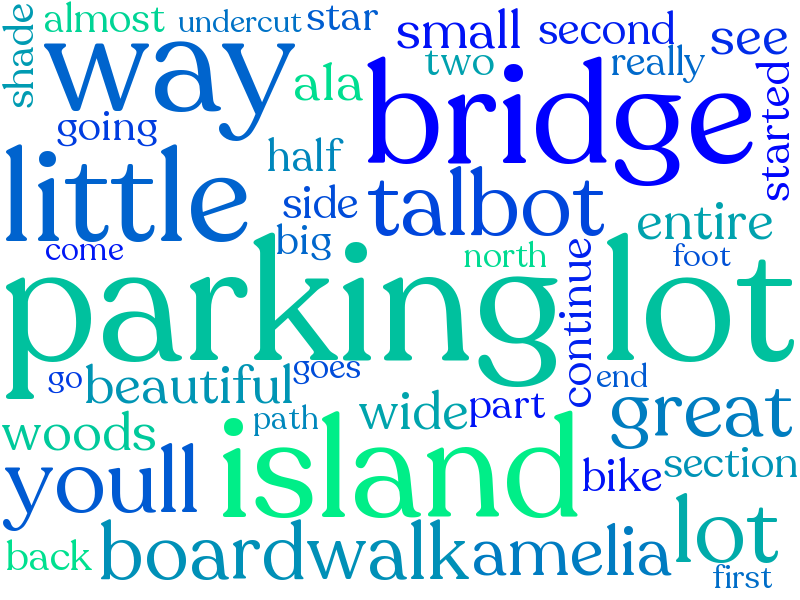 shade almost undercut star small second see
way ala two really started
going bridge
little half side talbot entire
come big north continue foot
parking lot
go beautiful goes end
woods path wide part great
youll island bike section
back boardwalk amelia lot
first